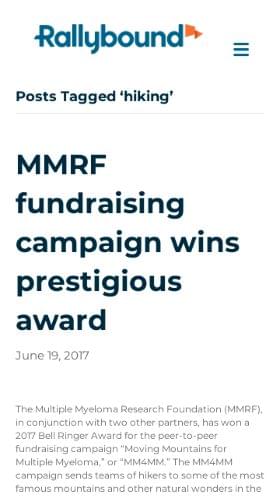 Rallybound
Posts Tagged ‘hiking’
MMRF
fundraising
campaign wins
prestigious
award
June 19, 2017
The Multiple Myeloma Research Foundation (MMRF),
in conjunction with two other partners, has won a
2017 Bell Ringer Award for the peer-to-peer
fundraising campaign “Moving Mountains for
Multiple Myeloma,” or “MM4MM.” The MM4MM
campaign sends teams of hikers to some of the most
famous mountains and other natural wonders in the